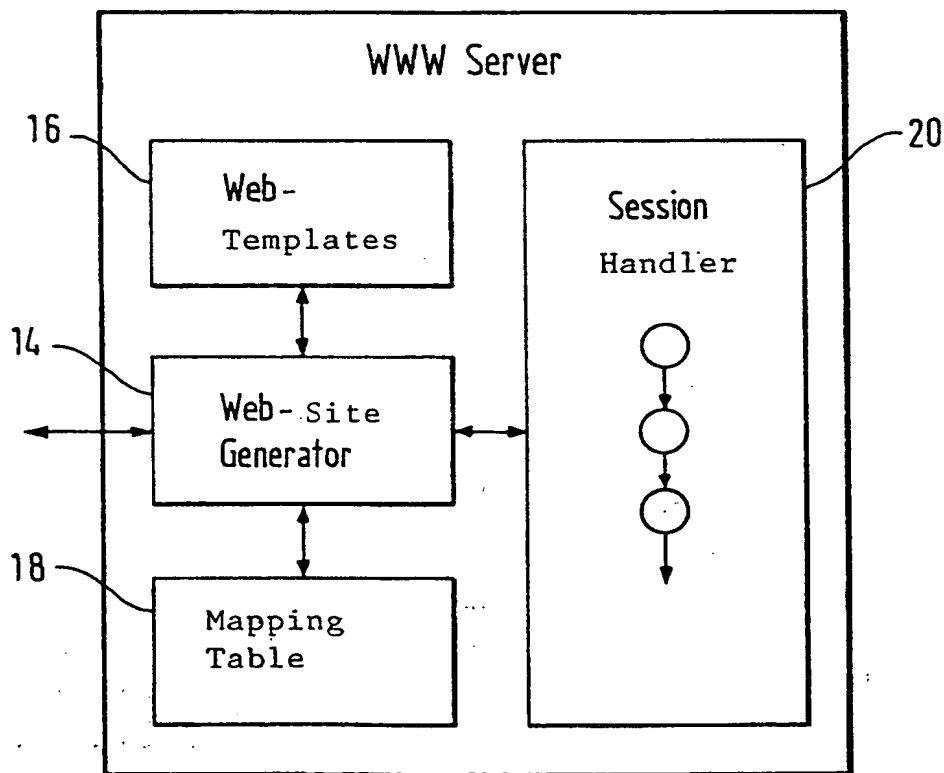 WWW Server
16
20
Web-
Templates
Session
Handler
14
Web-Site
Generator
18
Mapping
Table